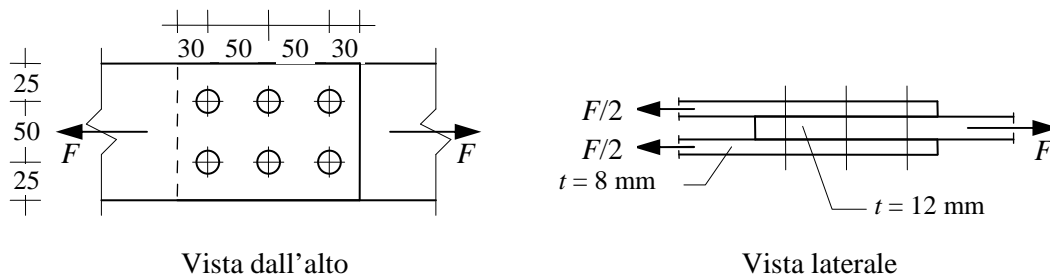 30 50 50 30
25
50
25
F
F
F/2
F/2
F
t = 8 mm
t = 12 mm
Vista dall’alto
Vista laterale